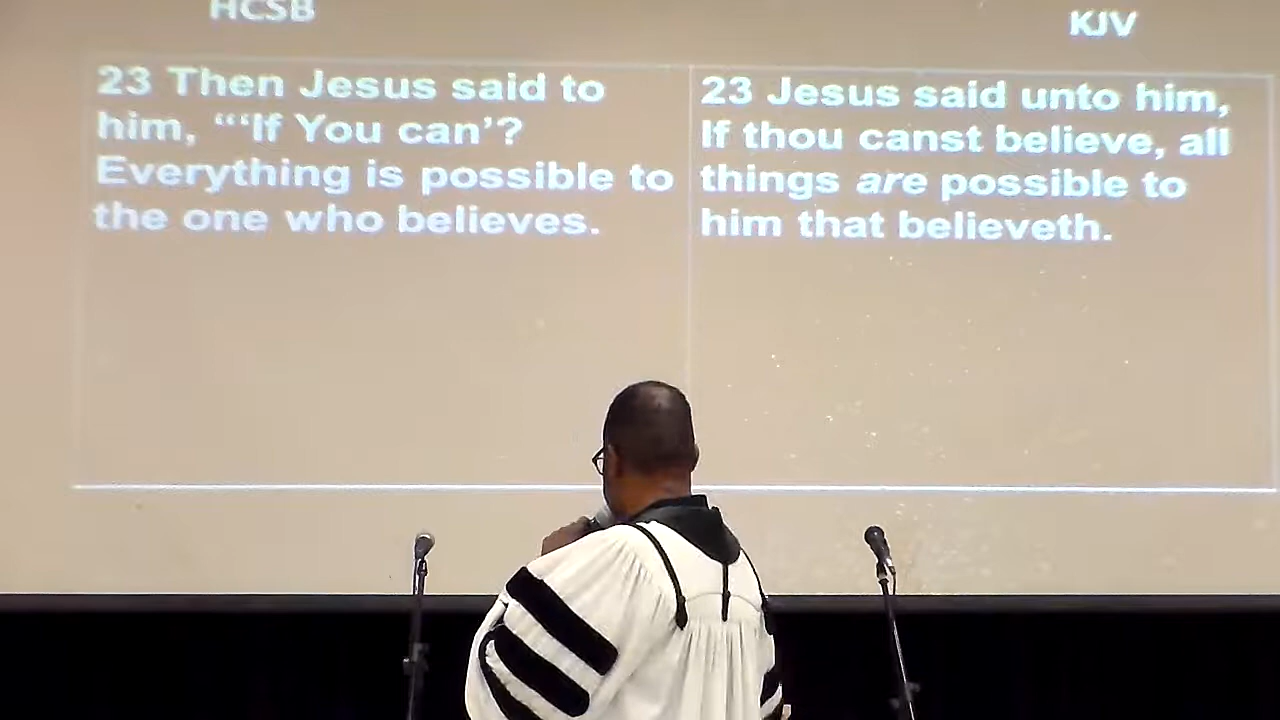 HCSB
KJV
23 Then Jesus said to
him, “‘If You can’?
Everything is possible to
the one who believes.
23 Jesus said unto him,
If thou canst believe, all
things are possible to
him that believeth.